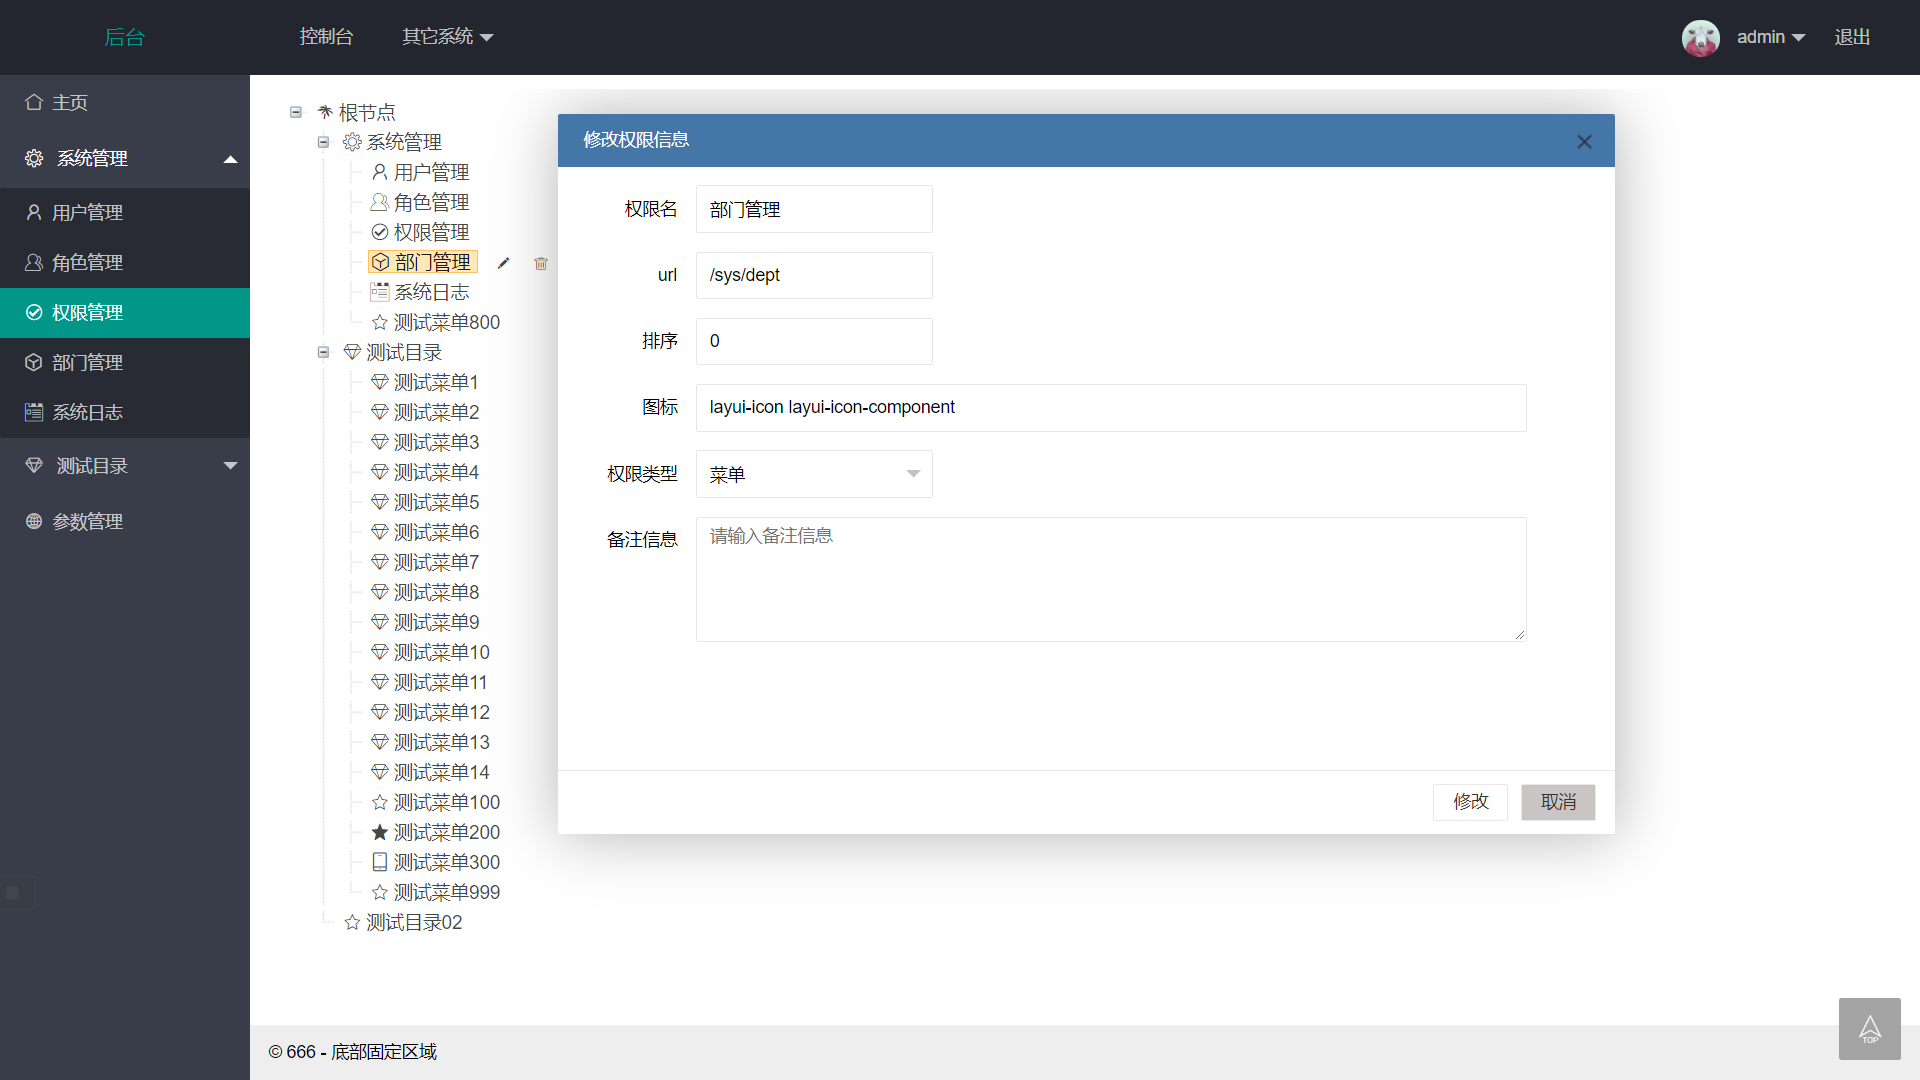 后台
控制台
其它系统
admin
退出
主页
系统管理
用户管理
角色管理
权限管理
部门管理
系统日志
测试目录
参数管理
根节点
系统管理
用户管理
角色管理
权限管理
部门管理
系统日志
测试菜单800
测试目录
测试菜单1
测试菜单2
测试菜单3
测试菜单4
测试菜单5
测试菜单6
测试菜单7
测试菜单8
测试菜单9
测试菜单10
测试菜单11
测试菜单12
测试菜单13
测试菜单14
测试菜单100
测试菜单200
测试菜单300
测试菜单999
测试目录02
修改权限信息
权限名 部门管理
url /sys/dept
排序 0
图标 layui-icon layui-icon-component
权限类型 菜单
备注信息 请输入备注信息
修改 取消
© 666 - 底部固定区域
TOP